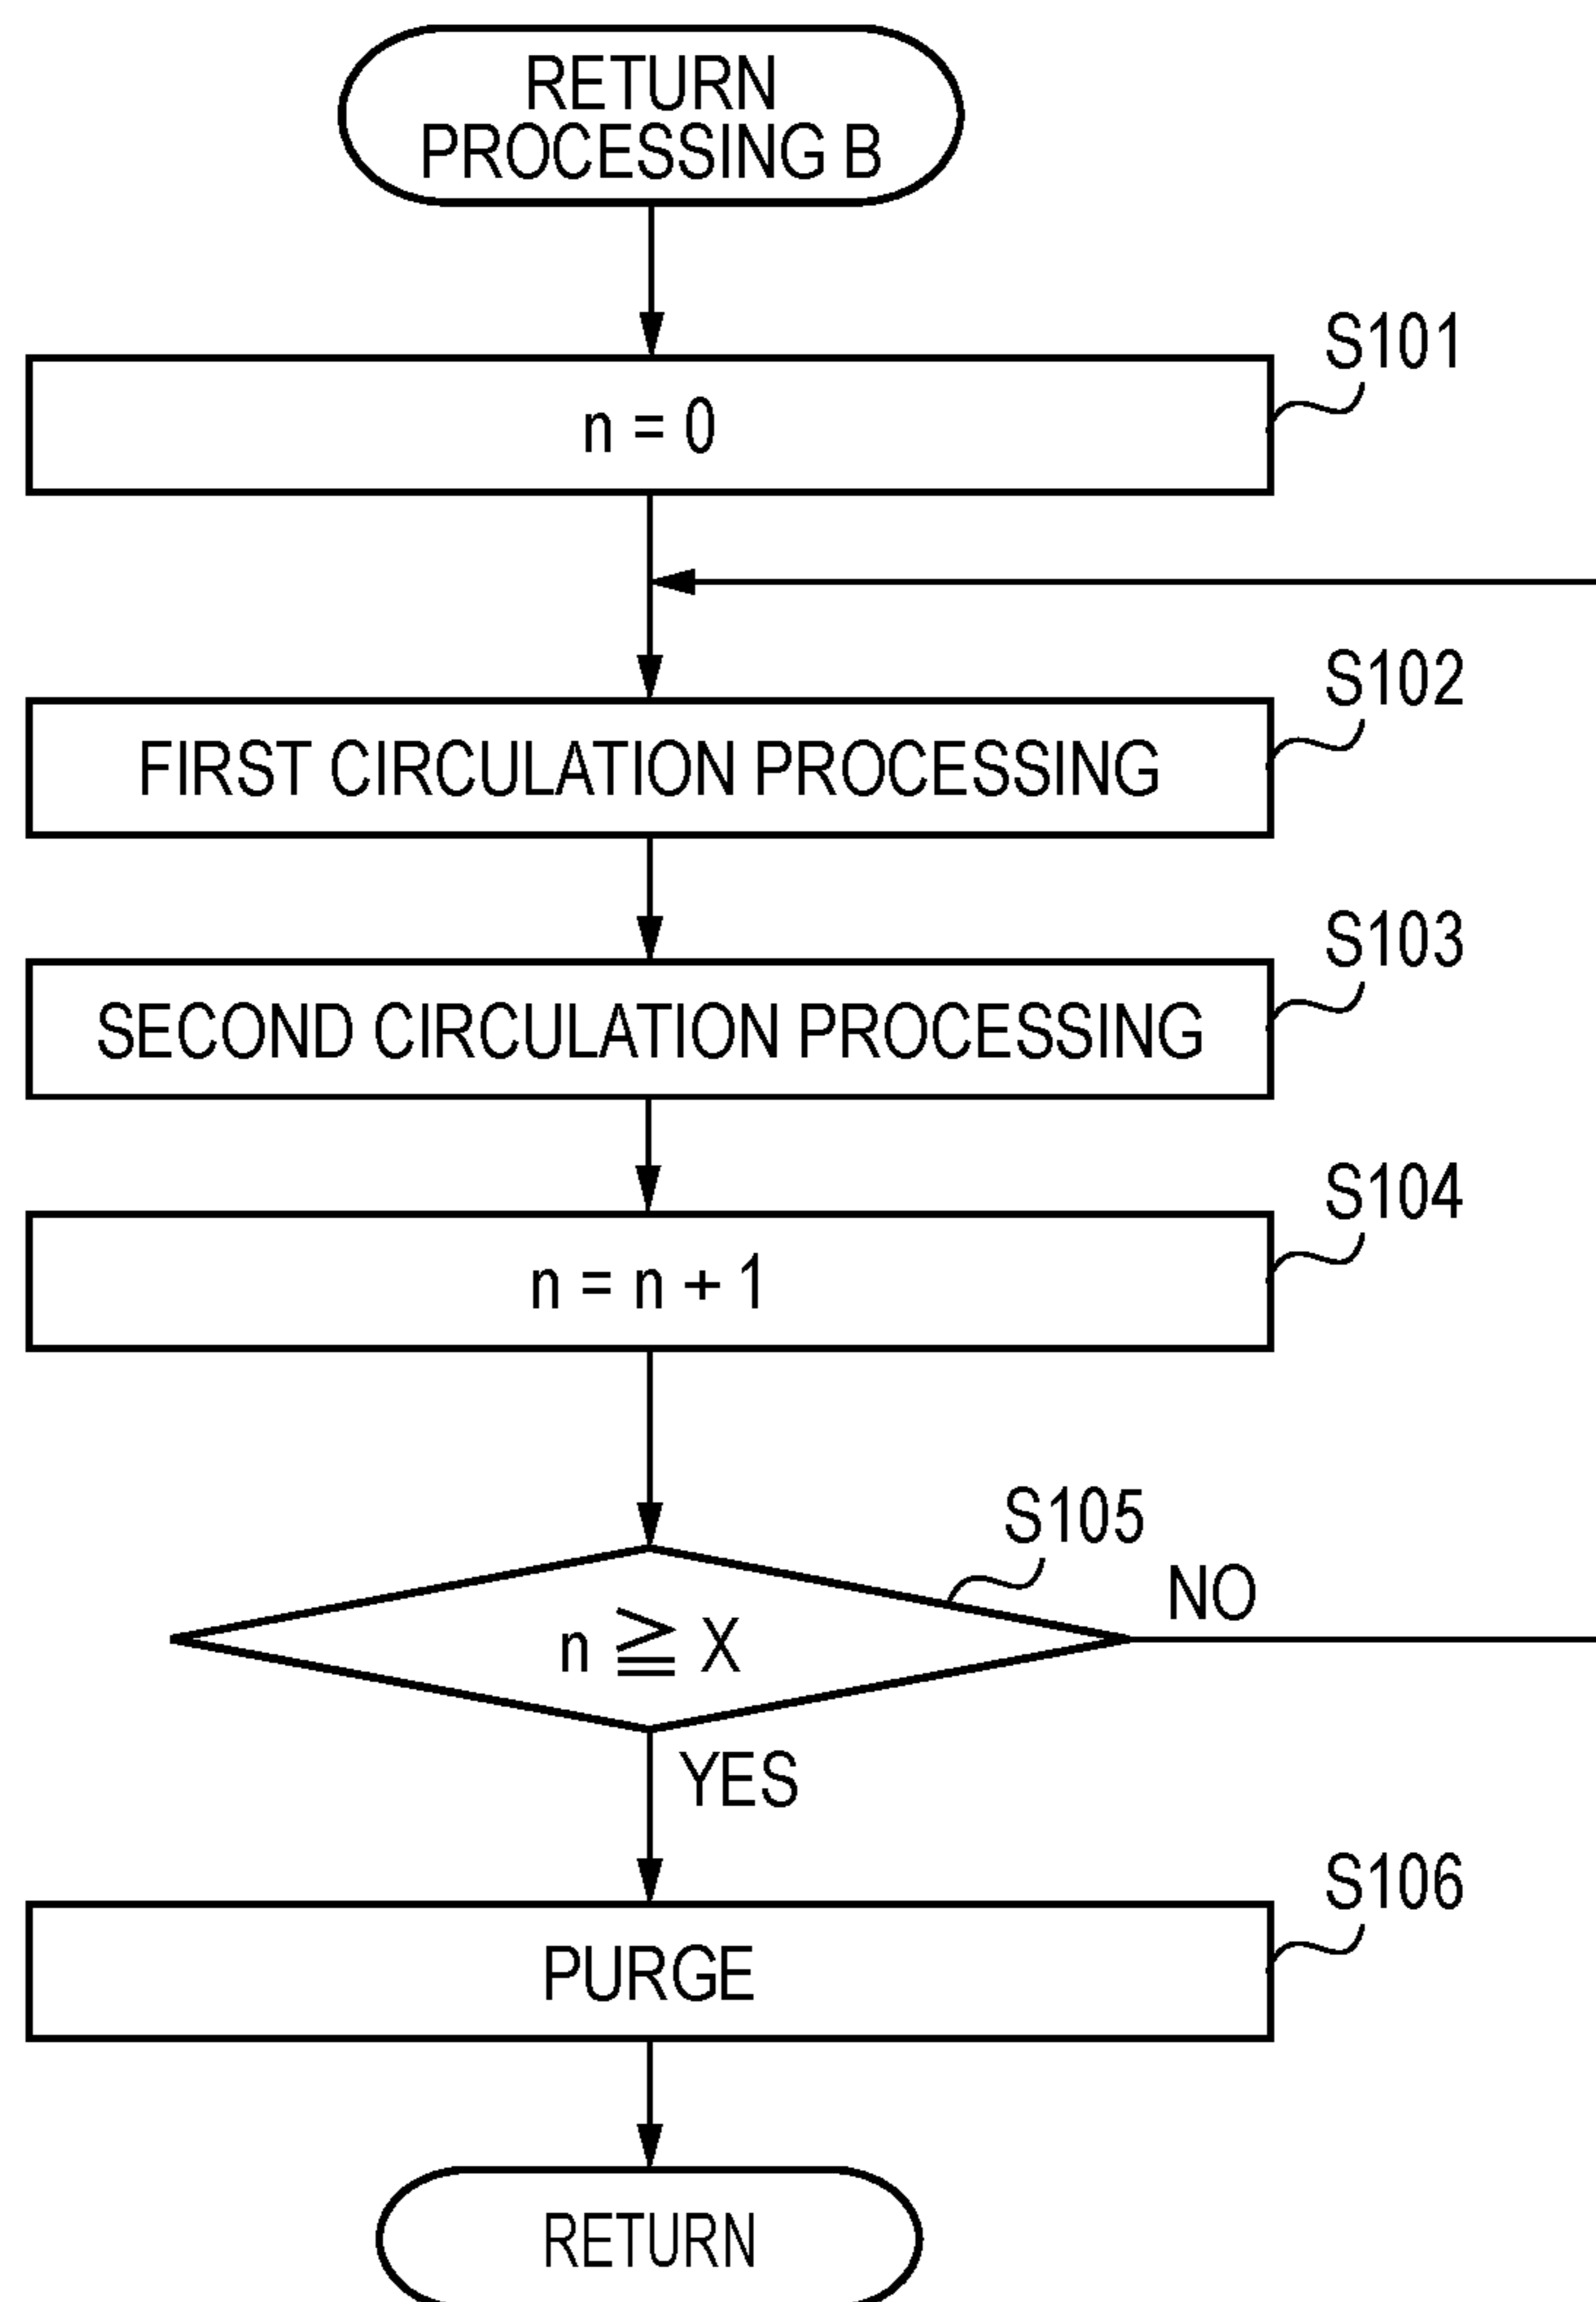 RETURN
PROCESSING B
S101
n = 0
S102
FIRST CIRCULATION PROCESSING
S103
SECOND CIRCULATION PROCESSING
S104
n = n + 1
S105
NO
n ≧ X
YES
S106
PURGE
RETURN